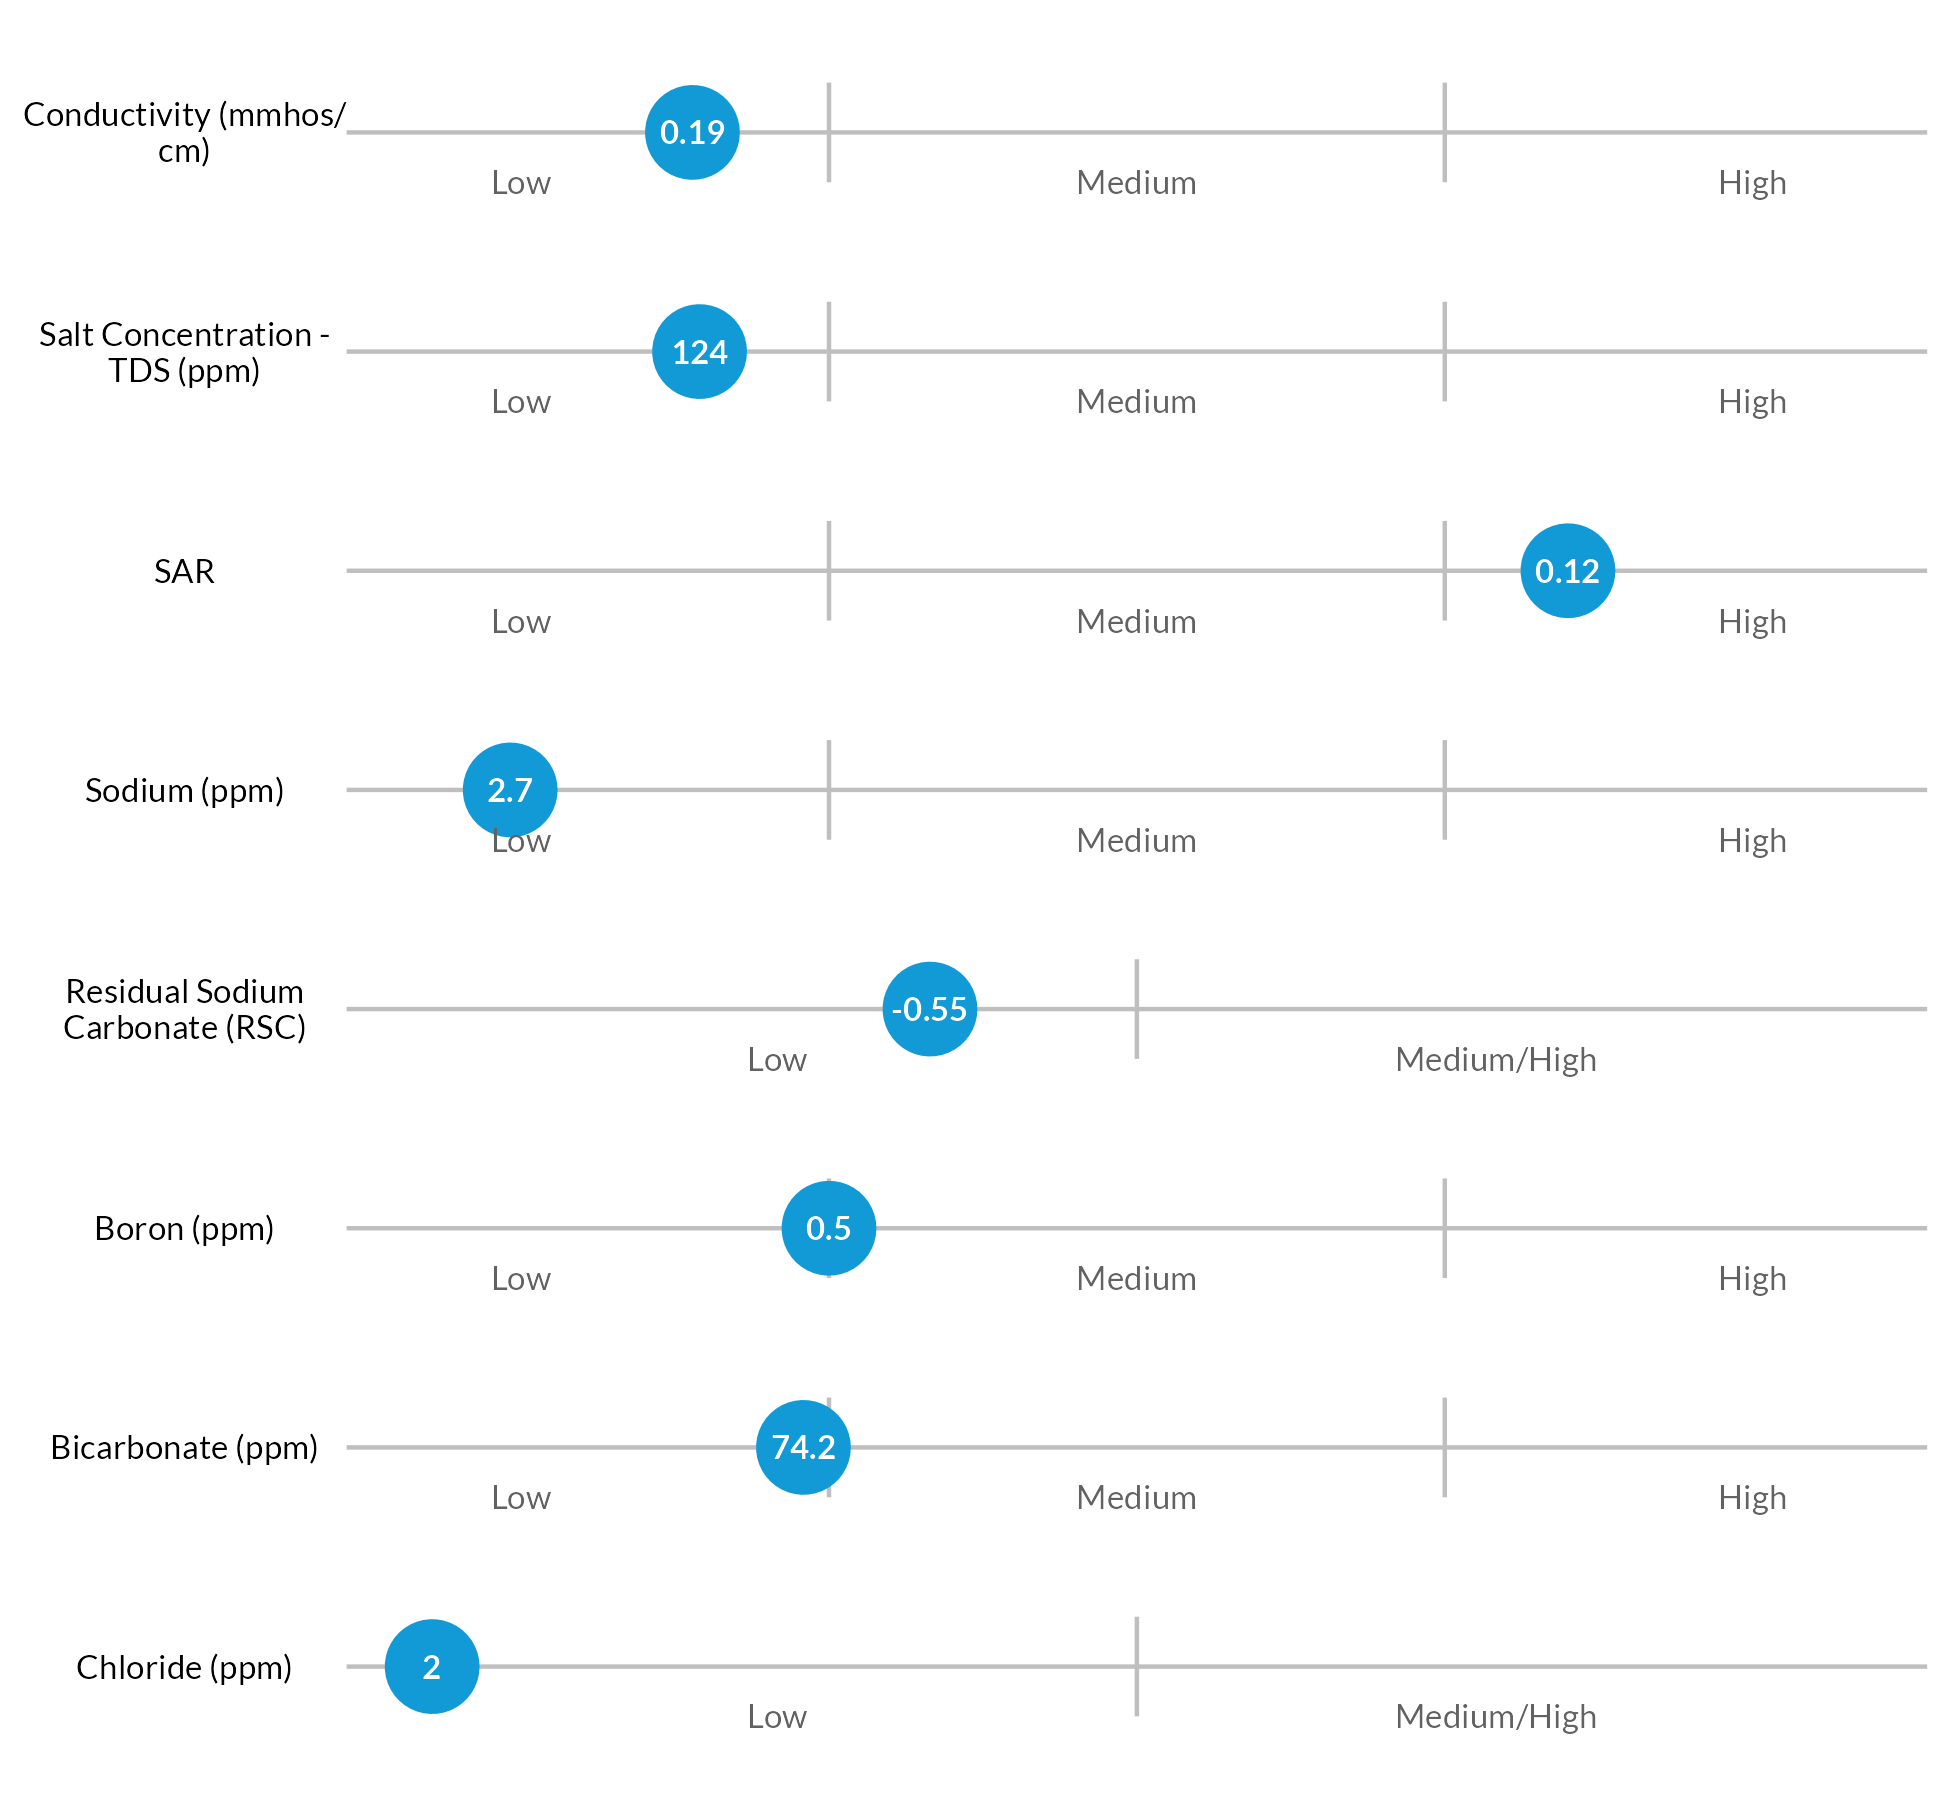 Conductivity (mmhos/
cm)
0.19
Low
Medium
High
Salt Concentration -
TDS (ppm)
124
Low
Medium
High
SAR
0.12
Low
Medium
High
Sodium (ppm)
2.7
Low
Medium
High
Residual Sodium
Carbonate (RSC)
-0.55
Low
Medium/High
Boron (ppm)
0.5
Low
Medium
High
Bicarbonate (ppm)
74.2
Low
Medium
High
Chloride (ppm)
2
Low
Medium/High